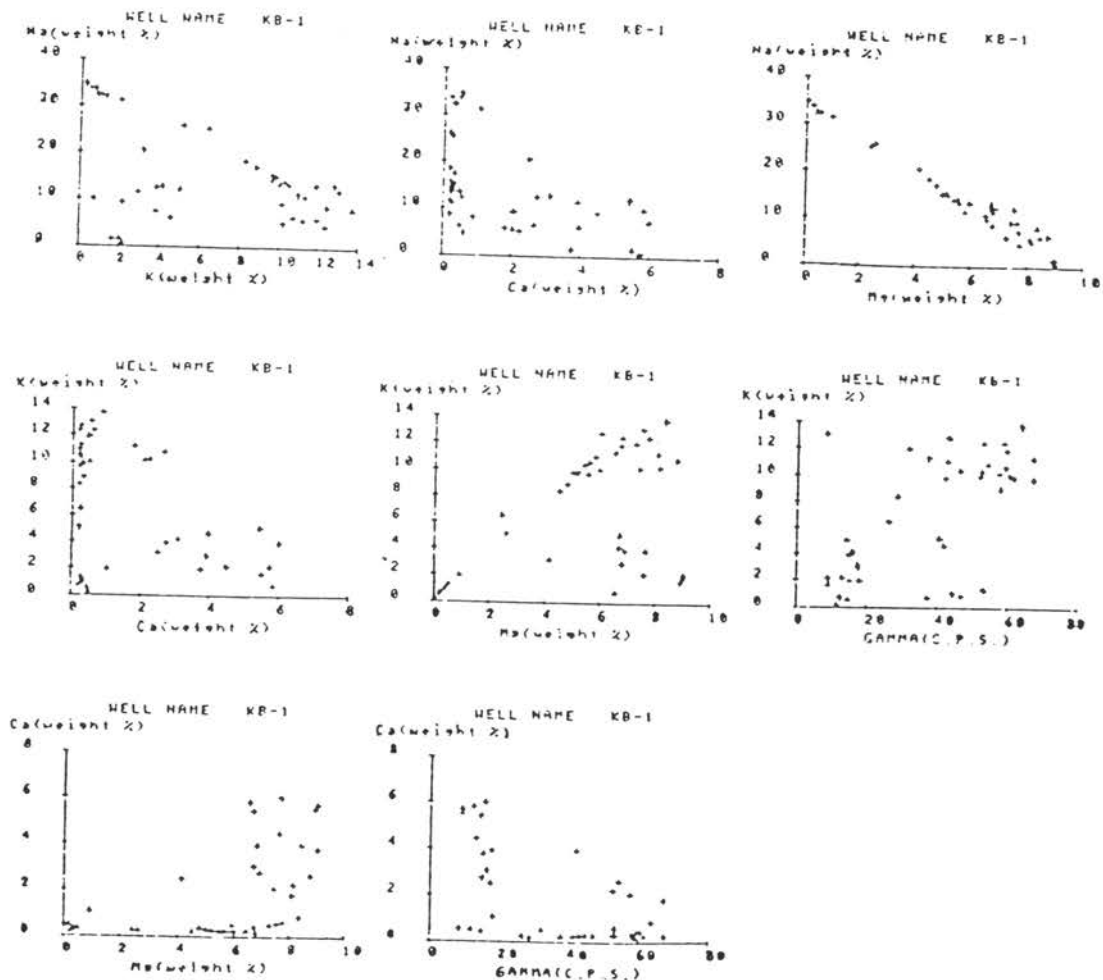 WELL NAME KB-1
Na(weight %)
40
30
20
10
0
0 2 4 6 8 10 12 14
K(weight %)
WELL NAME KB-1
Na(weight %)
40
30
20
10
0
0 2 4 6 8
Ca(weight %)
WELL NAME KB-1
Na(weight %)
40
30
20
10
0
0 2 4 6 8 10
Mg(weight %)
WELL NAME KB-1
K(weight %)
14
12
10
8
6
4
2
0
0 2 4 6 8
Ca(weight %)
WELL NAME KB-1
K(weight %)
14
12
10
8
6
4
2
0
0 2 4 6 8 10
Mg(weight %)
WELL NAME KB-1
K(weight %)
14
12
10
8
6
4
2
0
0 20 40 60 80
GAMMA(C.P.S.)
WELL NAME KB-1
Ca(weight %)
8
6
4
2
0
0 2 4 6 8 10
Mg(weight %)
WELL NAME KB-1
Ca(weight %)
8
6
4
2
0
0 20 40 60 80
GAMMA(C.P.S.)